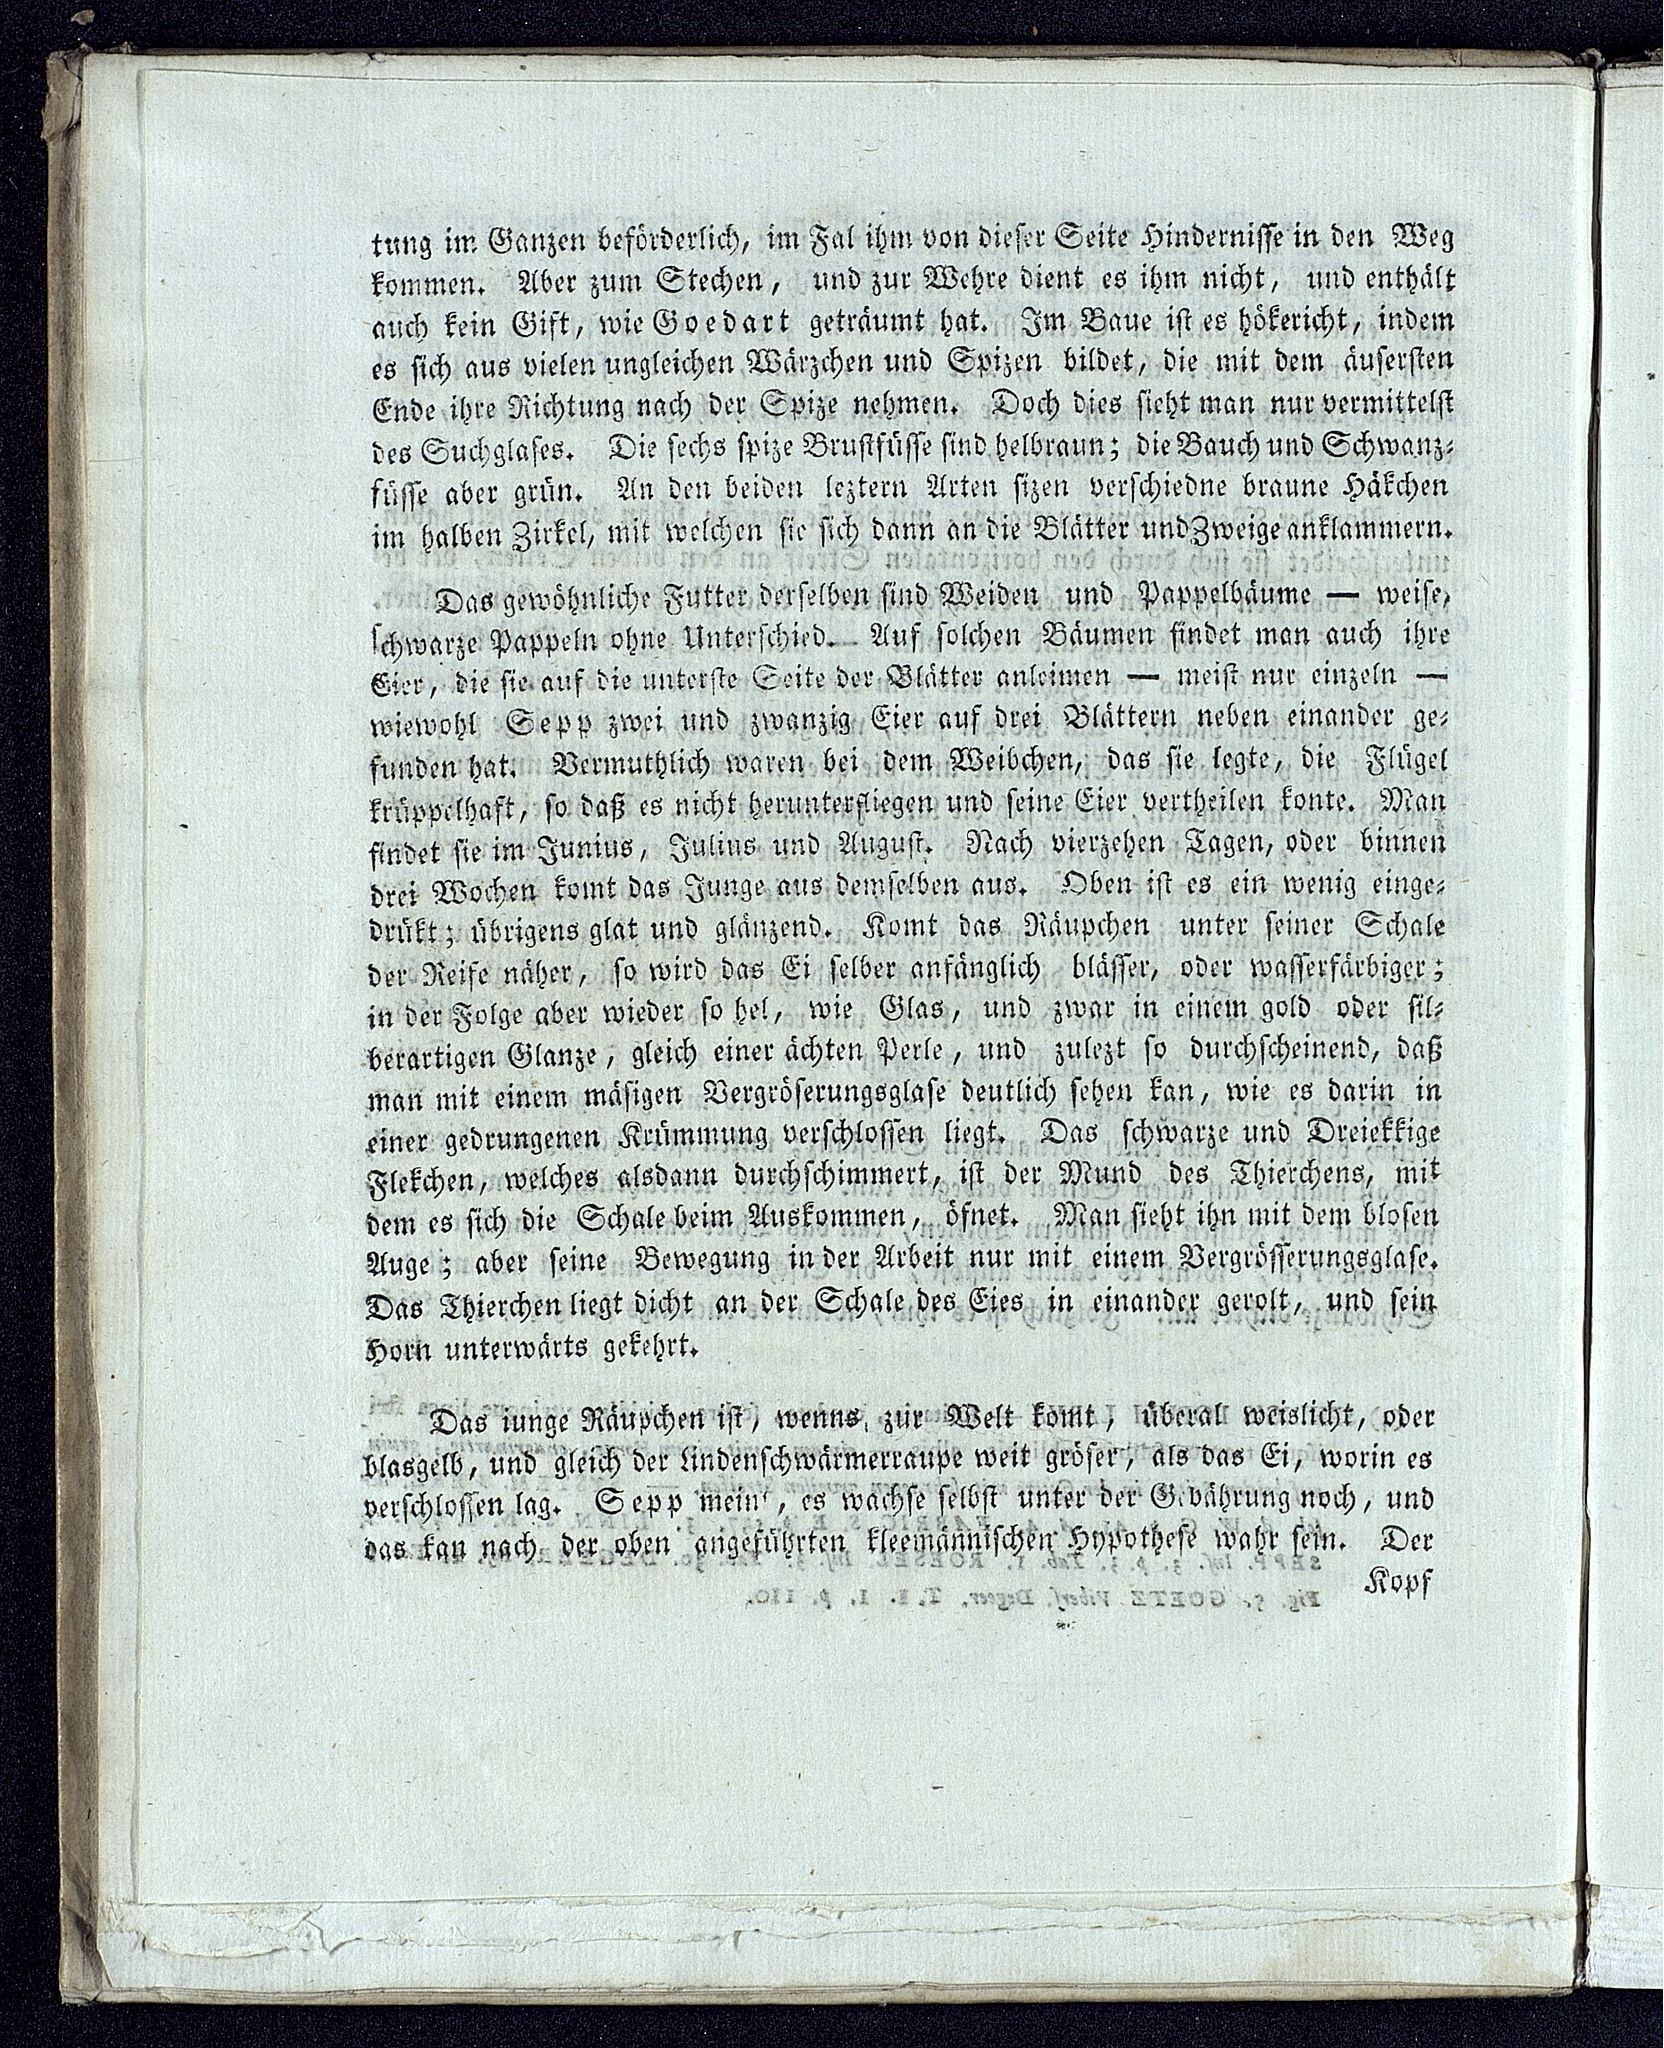 tung im Ganzen beförderlich, im Fal ihm von dieser Seite Hindernisse in den Weg
kommen. Aber zum Stechen, und zur Wehre dient es ihm nicht, und enthält
auch kein Gift, wie Goedart geträumt hat. Im Baue ist es hökericht, indem
es sich aus vielen ungleichen Wärzchen und Spizen bildet, die mit dem äusersten
Ende ihre Richtung nach der Spize nehmen. Doch dies sieht man nur vermittelst
des Suchglases. Die sechs spize Brustfüsse sind helbraun; die Bauch und Schwanz-
füsse aber grün. An den beiden leztern Arten sizen verschiedne braune Häkchen
im halben Zirkel, mit welchen sie sich dann an die Blätter und Zweige anklammern.
Das gewöhnliche Futter derselben sind Weiden und Pappelbäume — weise,
schwarze Pappeln ohne Unterschied. Auf solchen Bäumen findet man auch ihre
Eier, die sie auf die unterste Seite der Blätter anleimen — meist nur einzeln —
wiewohl Sepp zwei und zwanzig Eier auf drei Blättern neben einander ge-
funden hat. Vermuthlich waren bei dem Weibchen, das sie legte, die Flügel
krüppelhaft, so daß es nicht herunterfliegen und seine Eier vertheilen konte. Man
findet sie im Junius, Julius und August. Nach vierzehen Tagen, oder binnen
drei Wochen komt das Junge aus demselben aus. Oben ist es ein wenig einge-
drükt; übrigens glat und glänzend. Komt das Räupchen unter seiner Schale
der Reife näher, so wird das Ei selber anfänglich blässer, oder wasserfärbiger;
in der Folge aber wieder so hel, wie Glas, und zwar in einem gold oder sil-
berartigen Glanze, gleich einer ächten Perle, und zulezt so durchscheinend, daß
man mit einem mäsigen Vergröserungsglase deutlich sehen kan, wie es darin in
einer gedrungenen Krümmung verschlossen liegt. Das schwarze und Dreiekkige
Flekchen, welches alsdann durchschimmert, ist der Mund des Thierchens, mit
dem es sich die Schale beim Auskommen, öfnet. Man sieht ihn mit dem blosen
Auge; aber seine Bewegung in der Arbeit nur mit einem Vergrösserungsglase.
Das Thierchen liegt dicht an der Schale des Eies in einander gerolt, und sein
Horn unterwärts gekehrt.
Das iunge Räupchen ist, wenns zur Welt komt, überal weislicht, oder
blasgelb, und gleich der Lindenschwärmerraupe weit gröser, als das Ei, worin es
verschlossen lag. Sepp meint, es wachse selbst unter der Gebährung noch, und
das kan nach der oben angeführten kleemännischen Hypothese wahr sein. Der
Kopf